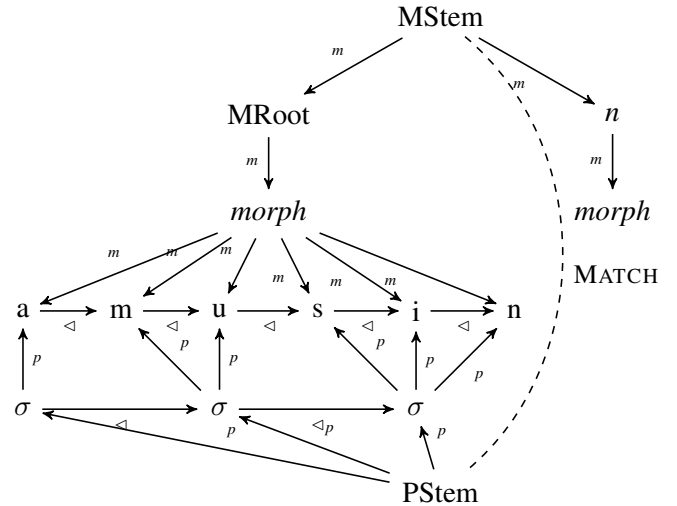 MStem
m
m
MRoot n
m m
morph morph
m m m
m m m
MATCH
a m u s i n
◁ ◁ ◁ ◁ ◁
p p p p p p
σ σ σ
◁ ◁
p p p
PStem